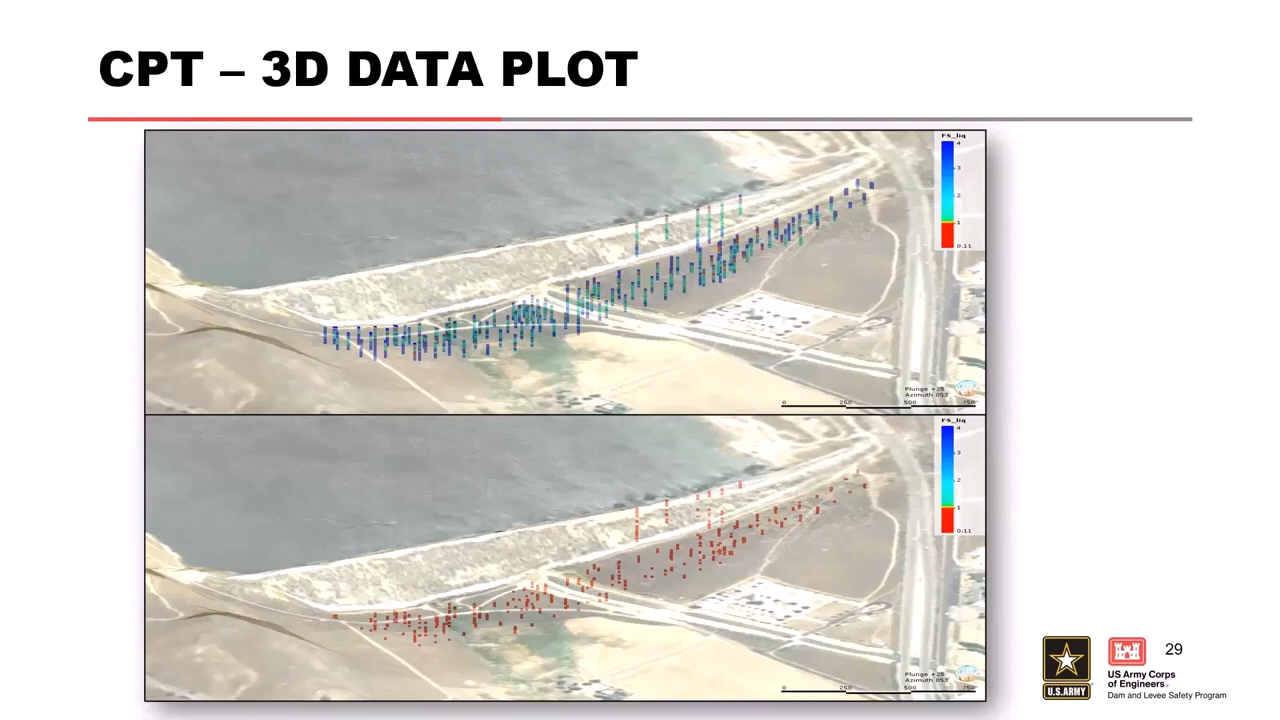 CPT – 3D DATA PLOT
FS_liq
4
3
2
1
0.11
Plunge +25
Azimuth 053
0 250 500 750
FS_liq
4
3
2
1
0.11
Plunge +25
Azimuth 053
0 250 500 750
29
U.S. ARMY
US Army Corps
of Engineers®
Dam and Levee Safety Program